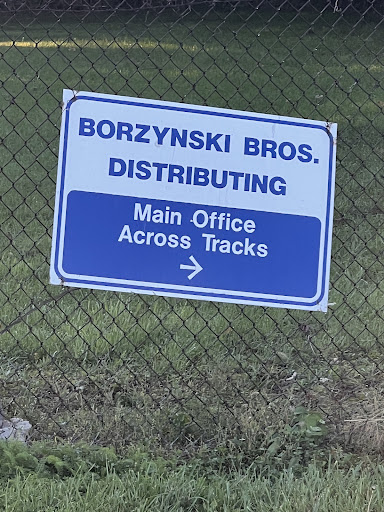 BORZYNSKI BROS.
DISTRIBUTING
Main Office
Across Tracks
→